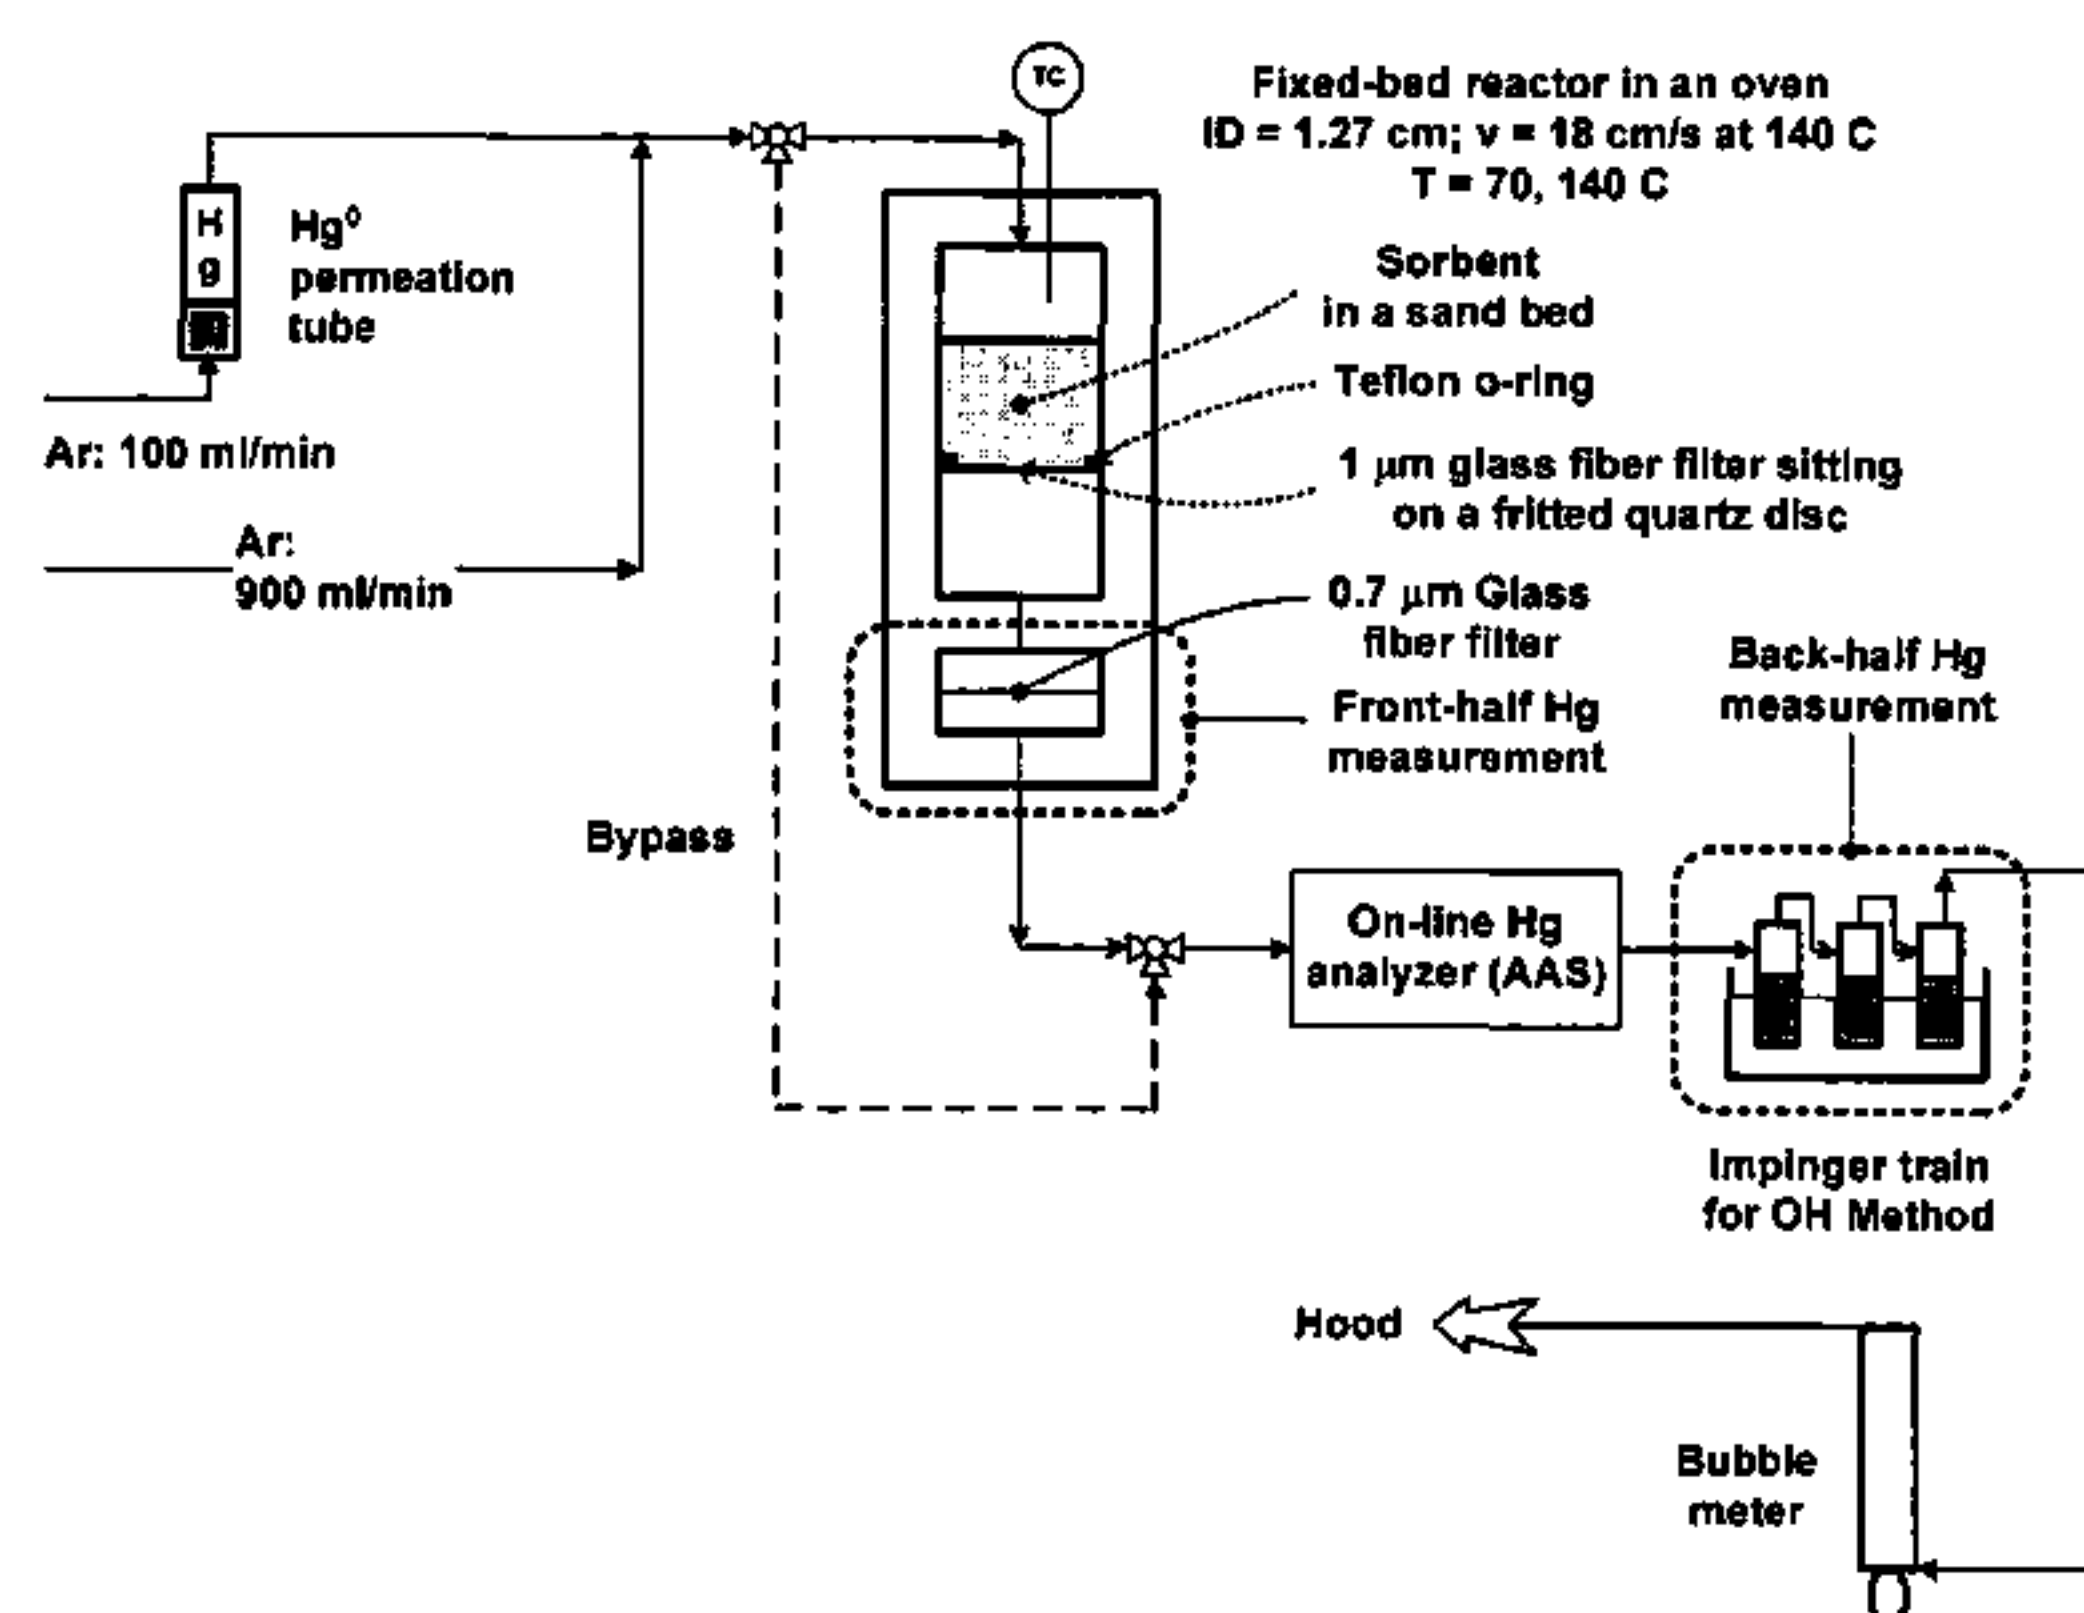 TC
Fixed-bed reactor in an oven
ID = 1.27 cm; v = 18 cm/s at 140 C
T = 70, 140 C
H
g
Hg⁰
permeation
tube
Sorbent
in a sand bed
Teflon o-ring
Ar: 100 ml/min
1 μm glass fiber filter sitting
on a fritted quartz disc
Ar:
900 ml/min
0.7 μm Glass
fiber filter
Front-half Hg
measurement
Back-half Hg
measurement
Bypass
On-line Hg
analyzer (AAS)
Impinger train
for OH Method
Hood
Bubble
meter